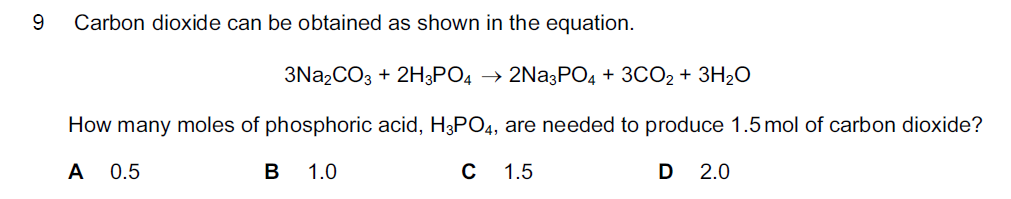 9 Carbon dioxide can be obtained as shown in the equation.
3Na₂CO₃ + 2H₃PO₄ → 2Na₃PO₄ + 3CO₂ + 3H₂O
How many moles of phosphoric acid, H₃PO₄, are needed to produce 1.5 mol of carbon dioxide?
A 0.5 B 1.0 C 1.5 D 2.0